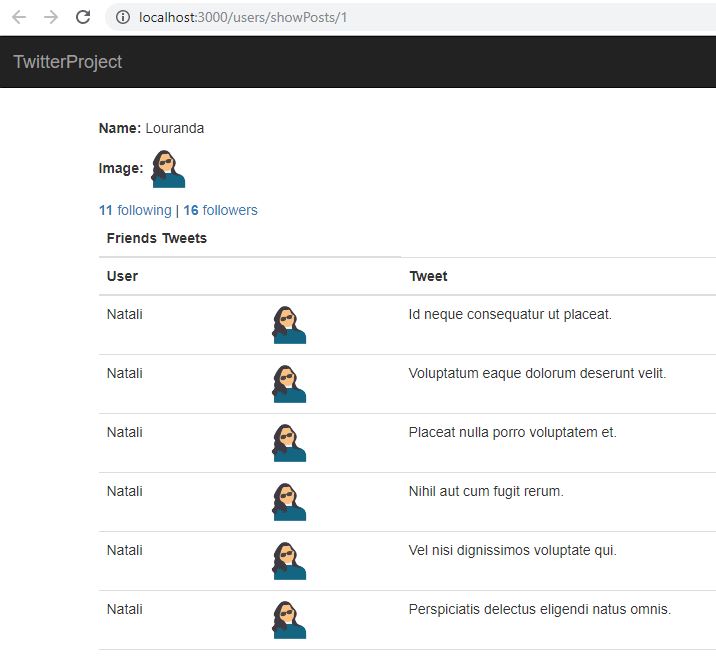 localhost:3000/users/showPosts/1
TwitterProject
Name: Louranda
Image:
11 following | 16 followers
Friends Tweets
User Tweet
Natali Id neque consequatur ut placeat.
Natali Voluptatum eaque dolorum deserunt velit.
Natali Placeat nulla porro voluptatem et.
Natali Nihil aut cum fugit rerum.
Natali Vel nisi dignissimos voluptate qui.
Natali Perspiciatis delectus eligendi natus omnis.